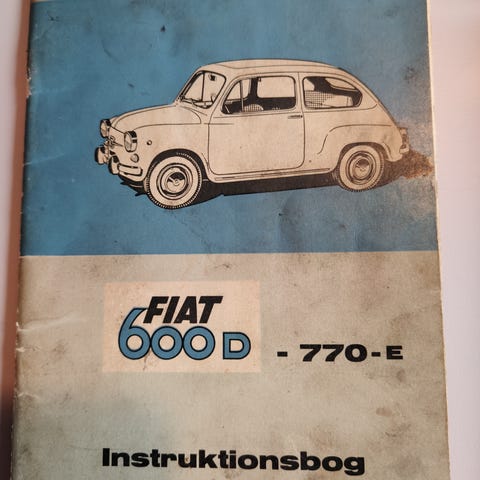 FIAT
600 D - 770 - E
Instruktionsbog